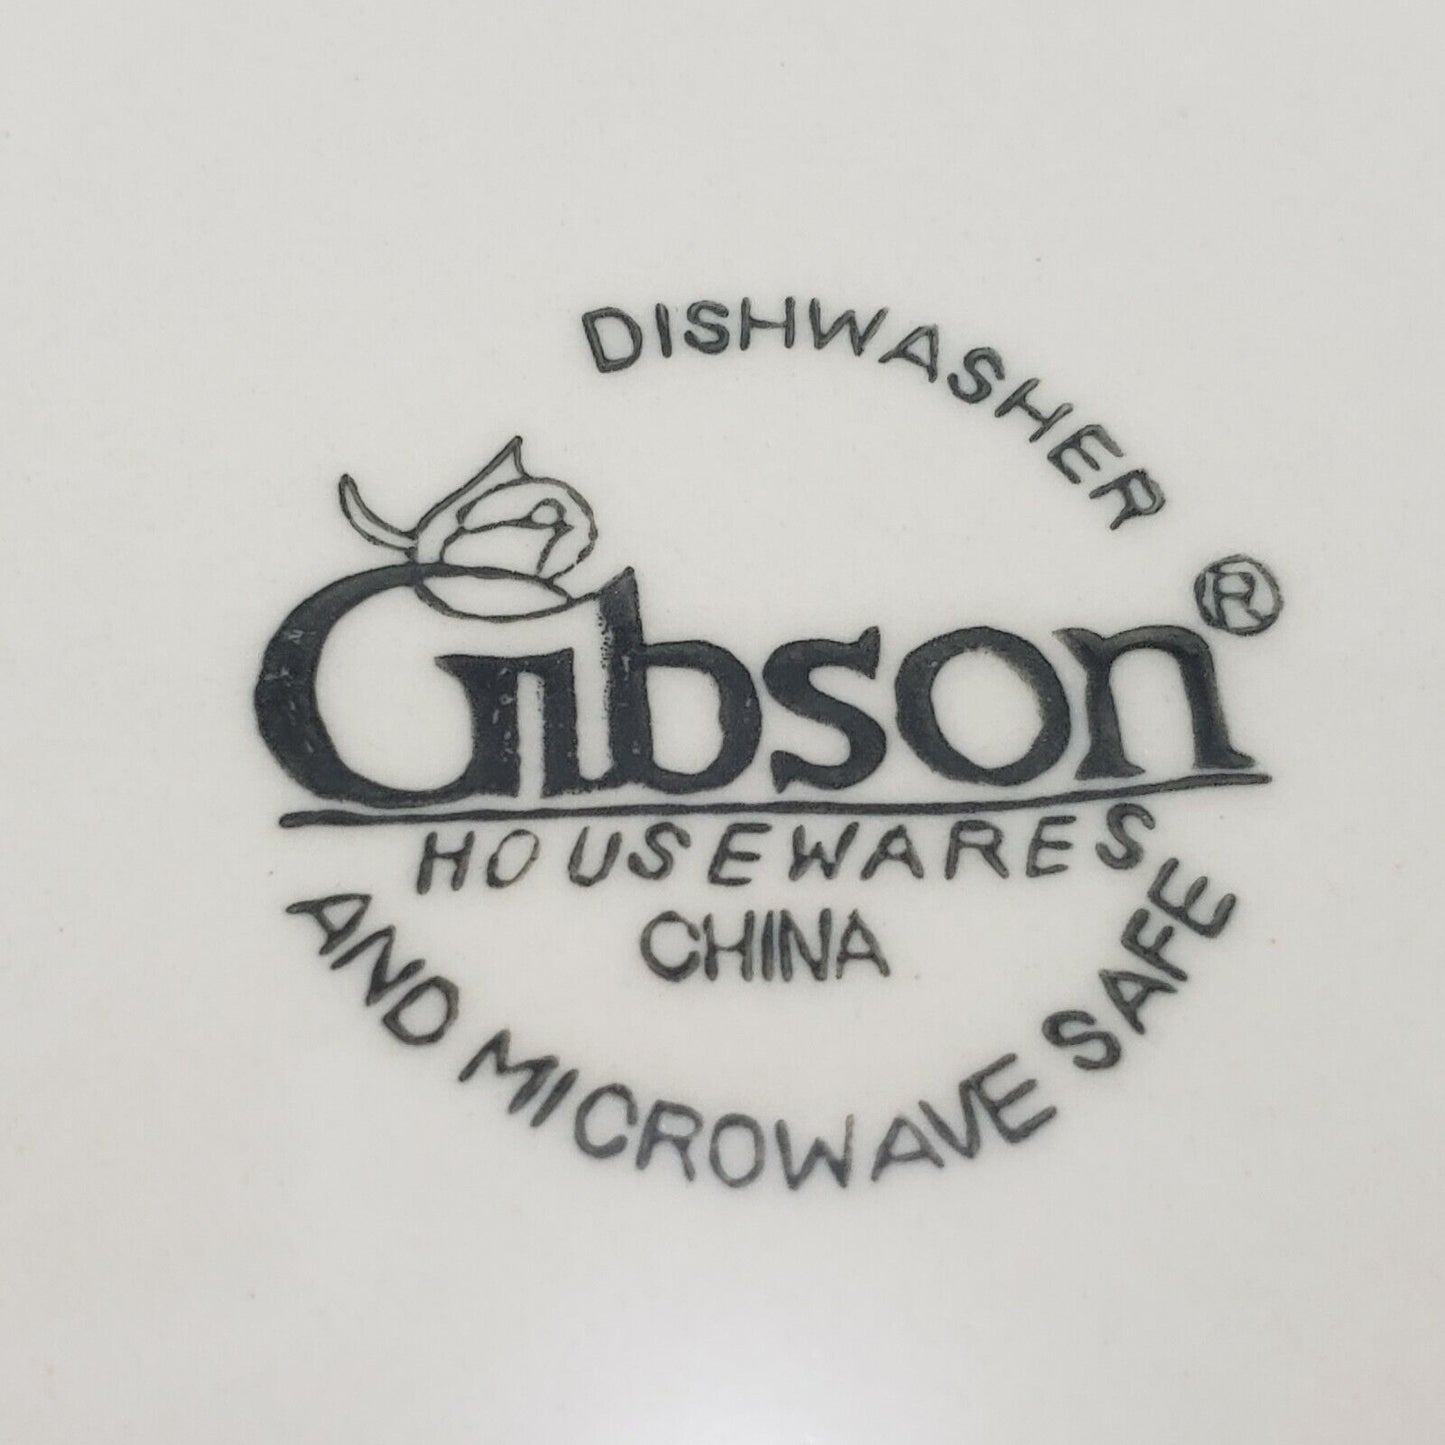 DISHWASHER
Gibson®
HOUSEWARES
CHINA
AND MICROWAVE SAFE